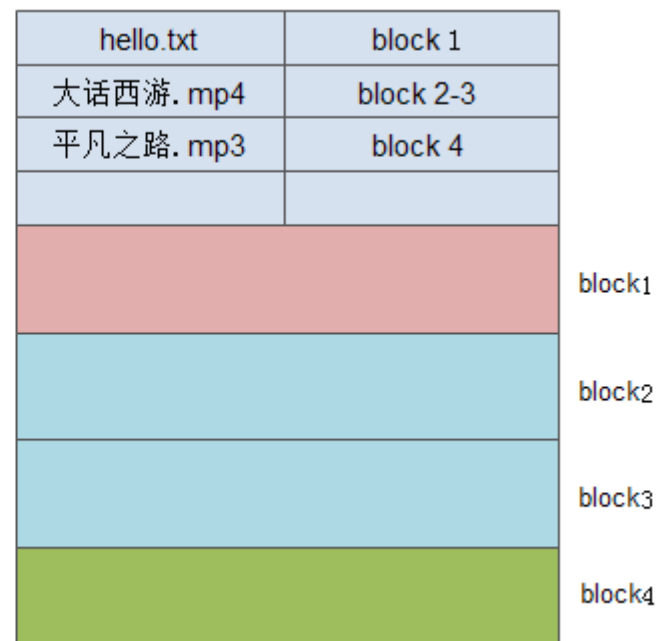 hello.txt block 1
大话西游.mp4 block 2-3
平凡之路.mp3 block 4
block1
block2
block3
block4